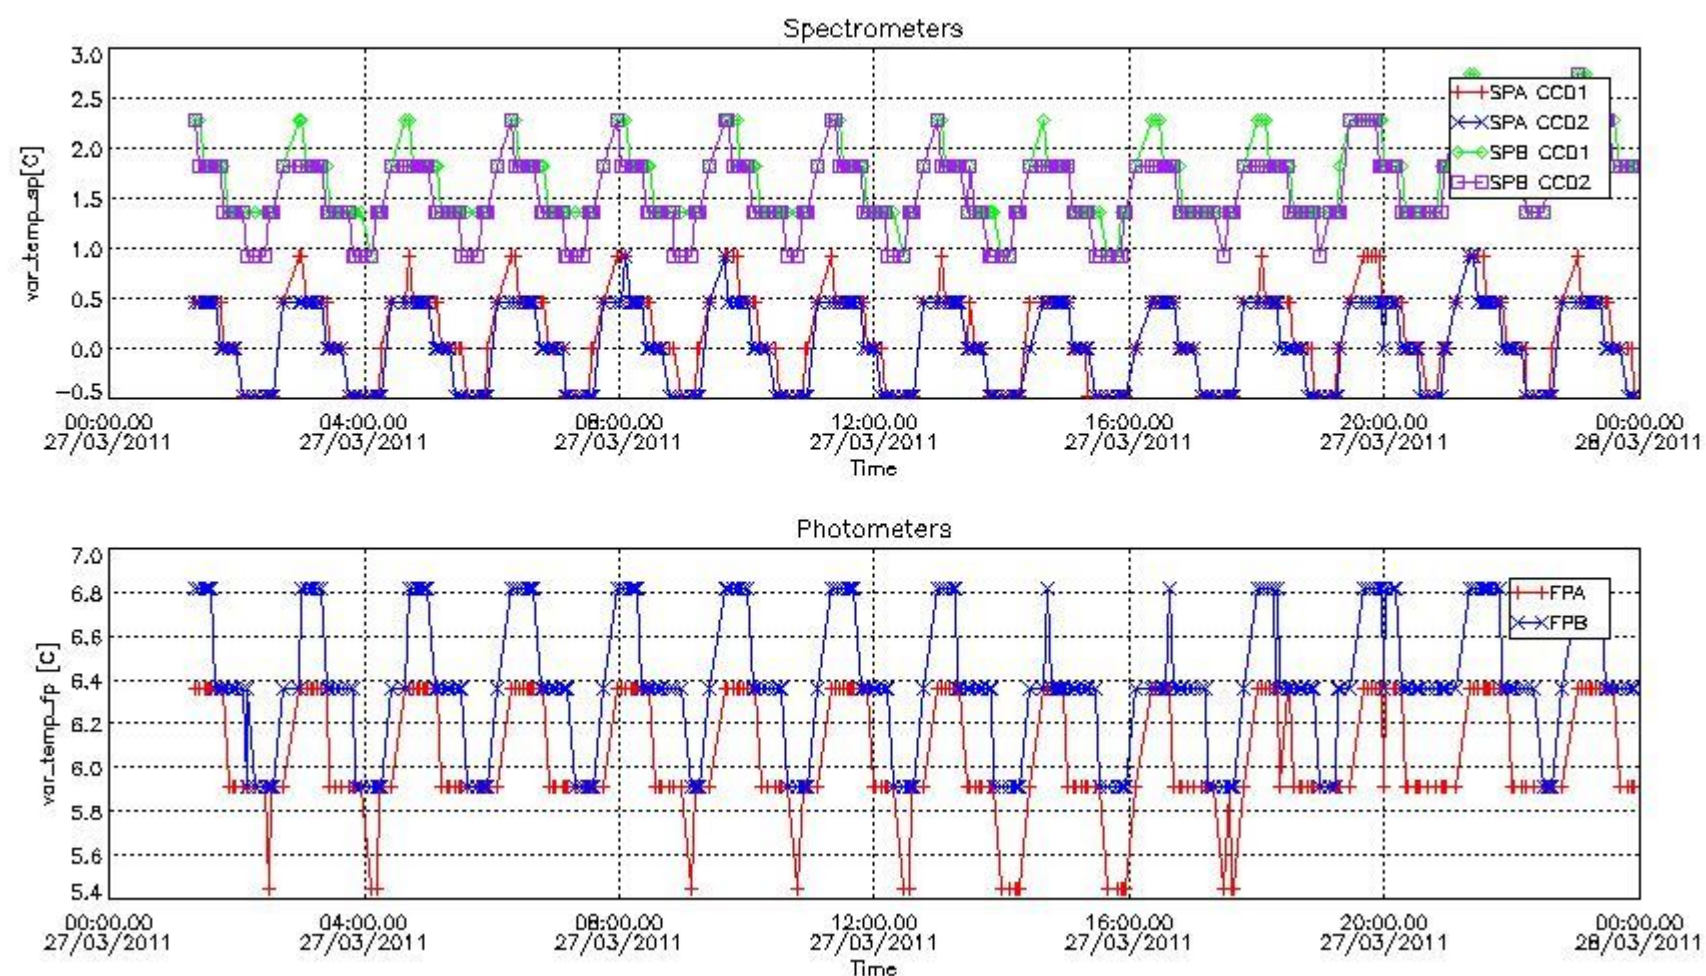 Spectrometers
3.0
2.5
2.0
1.5
1.0
0.5
0.0
-0.5
var_temp_sp[C]
SPA CCD1
SPA CCD2
SPB CCD1
SPB CCD2
00:00.00 04:00.00 08:00.00 12:00.00 16:00.00 20:00.00 00:00.00
27/03/2011 27/03/2011 27/03/2011 27/03/2011 27/03/2011 27/03/2011 28/03/2011
Time
Photometers
7.0
6.8
6.6
6.4
6.2
6.0
5.8
5.6
5.4
var_temp_fp [C]
FPA
FPB
00:00.00 04:00.00 08:00.00 12:00.00 16:00.00 20:00.00 00:00.00
27/03/2011 27/03/2011 27/03/2011 27/03/2011 27/03/2011 27/03/2011 28/03/2011
Time